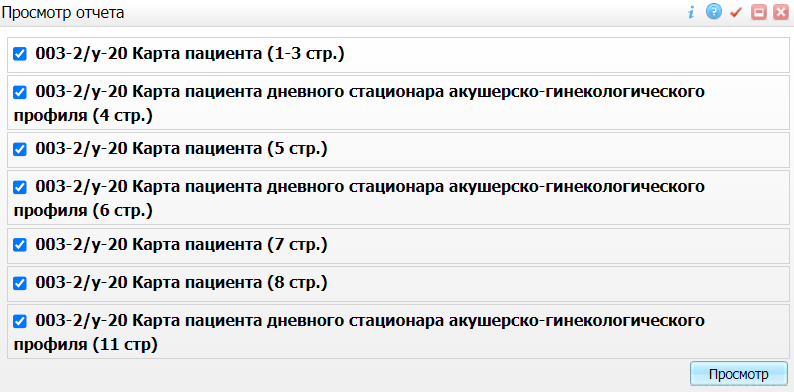 Просмотр отчета
003-2/у-20 Карта пациента (1-3 стр.)
003-2/у-20 Карта пациента дневного стационара акушерско-гинекологического
профиля (4 стр.)
003-2/у-20 Карта пациента (5 стр.)
003-2/у-20 Карта пациента дневного стационара акушерско-гинекологического
профиля (6 стр.)
003-2/у-20 Карта пациента (7 стр.)
003-2/у-20 Карта пациента (8 стр.)
003-2/у-20 Карта пациента дневного стационара акушерско-гинекологического
профиля (11 стр)
Просмотр